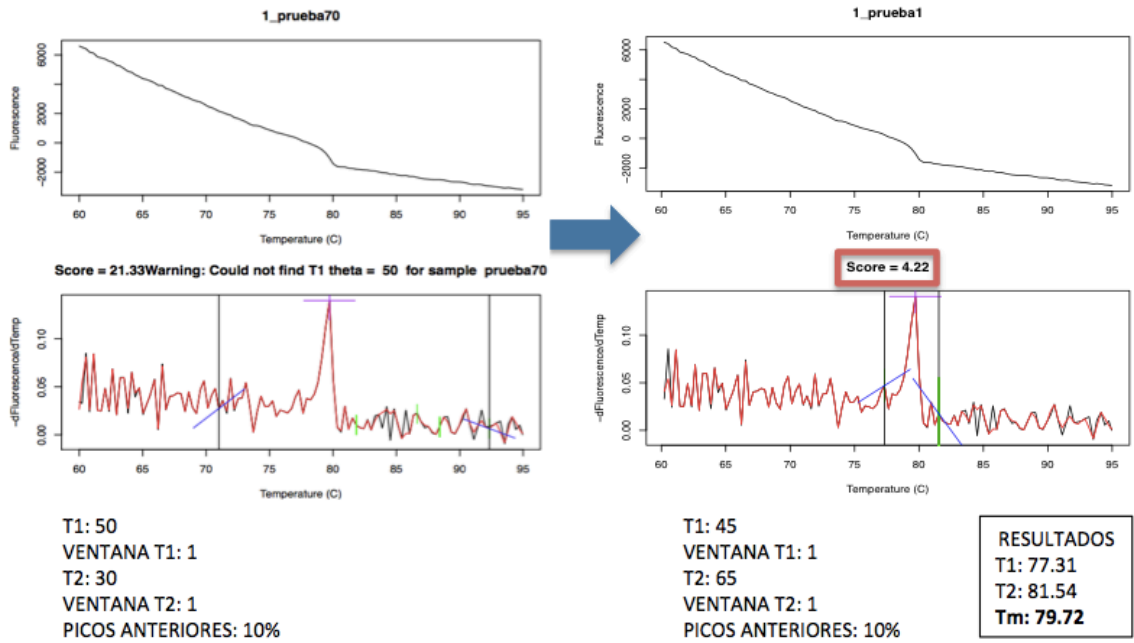 1_prueba70
Fluorescence
6000
2000
0
-2000
60 65 70 75 80 85 90 95
Temperature (C)
Score = 21.33Warning: Could not find T1 theta = 50 for sample prueba70
-dFluorescence/dTemp
0.10
0.05
0.00
60 65 70 75 80 85 90 95
Temperature (C)
T1: 50
VENTANA T1: 1
T2: 30
VENTANA T2: 1
PICOS ANTERIORES: 10%
1_prueba1
Fluorescence
6000
2000
0
-2000
60 65 70 75 80 85 90 95
Temperature (C)
Score = 4.22
-dFluorescence/dTemp
0.10
0.05
0.00
60 65 70 75 80 85 90 95
Temperature (C)
T1: 45
VENTANA T1: 1
T2: 65
VENTANA T2: 1
PICOS ANTERIORES: 10%
RESULTADOS
T1: 77.31
T2: 81.54
Tm: 79.72